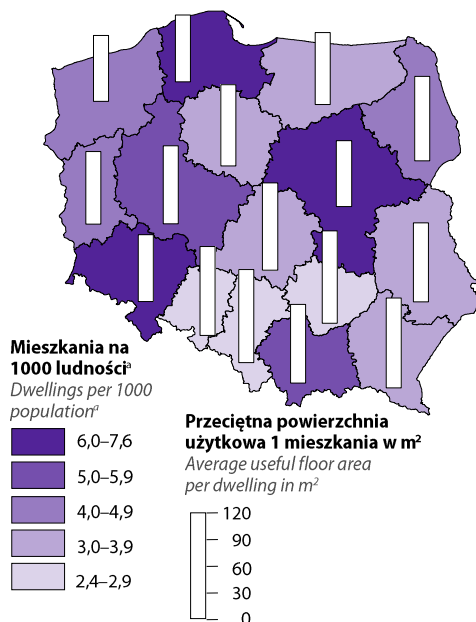 Mieszkania na
1000 ludnościᵃ
Dwellings per 1000
populationᵃ
6,0–7,6
5,0–5,9
4,0–4,9
3,0–3,9
2,4–2,9
Przeciętna powierzchnia
użytkowa 1 mieszkania w m²
Average useful floor area
per dwelling in m²
120
90
60
30
0